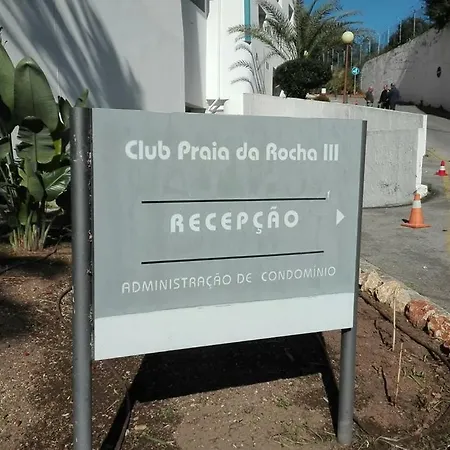 Club Praia da Rocha III
RECEPÇÃO
ADMINISTRAÇÃO DE CONDOMÍNIO